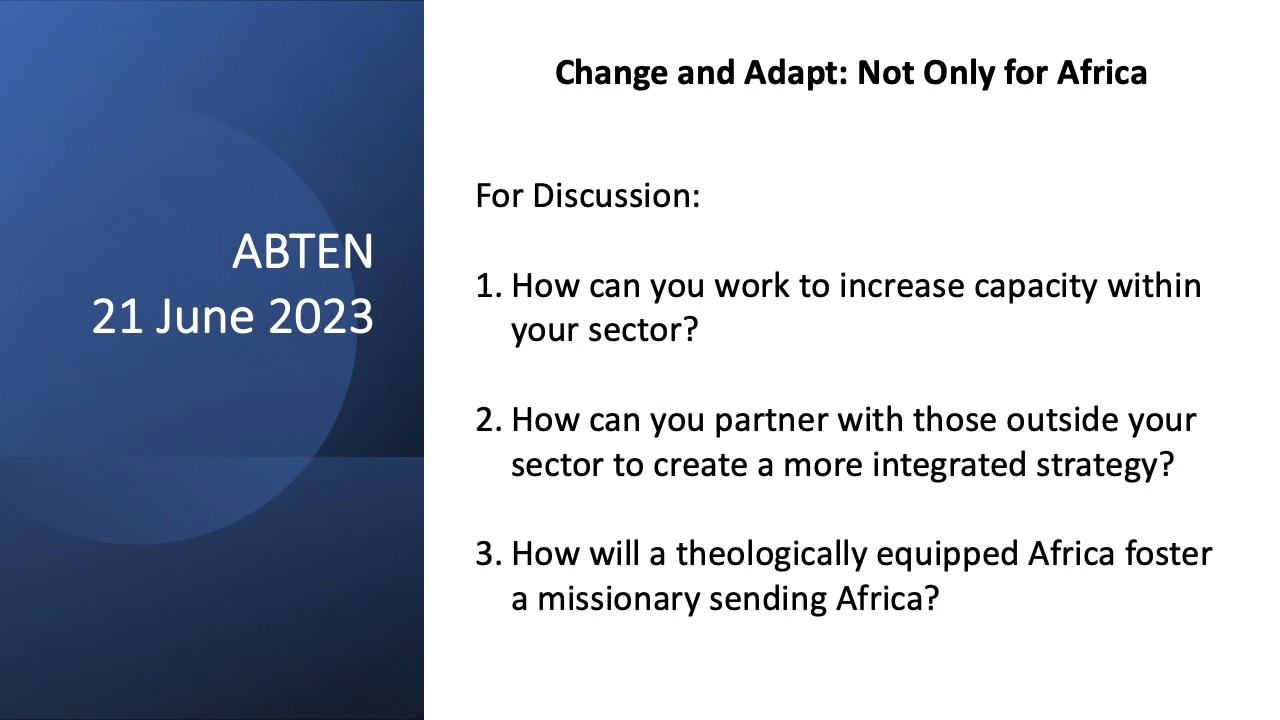 ABTEN
21 June 2023
Change and Adapt: Not Only for Africa
For Discussion:
1. How can you work to increase capacity within
your sector?
2. How can you partner with those outside your
sector to create a more integrated strategy?
3. How will a theologically equipped Africa foster
a missionary sending Africa?